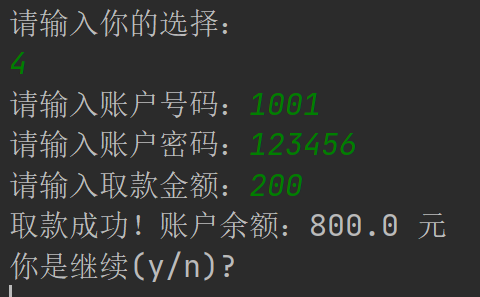 请输入你的选择：
4
请输入账户号码：1001
请输入账户密码：123456
请输入取款金额：200
取款成功！账户余额：800.0 元
你是继续(y/n)?